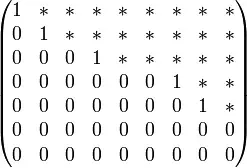 1 * * * * * * * *
0 1 * * * * * * *
0 0 0 1 * * * * *
0 0 0 0 0 0 1 * *
0 0 0 0 0 0 0 1 *
0 0 0 0 0 0 0 0 0
0 0 0 0 0 0 0 0 0